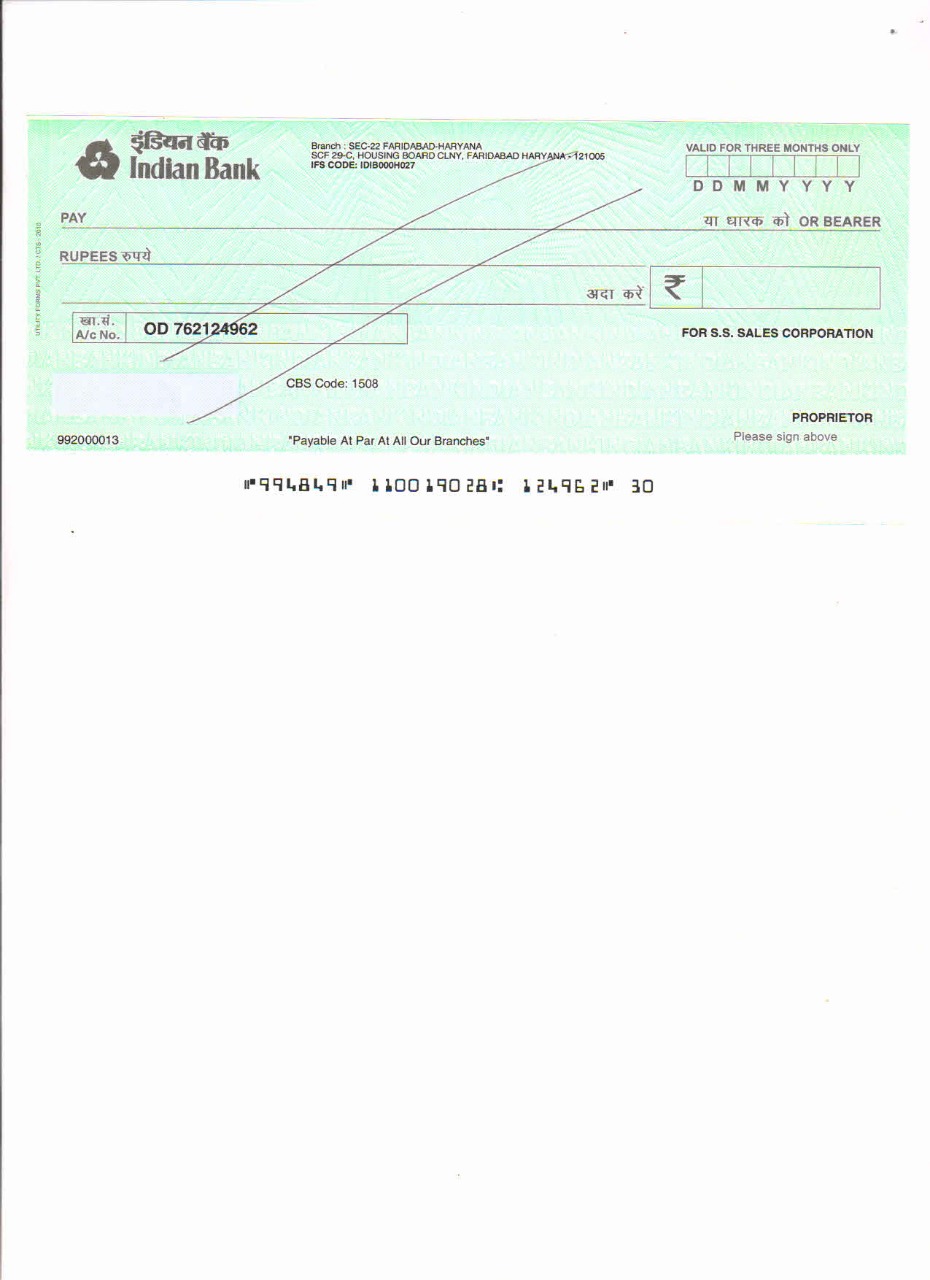 इंडियन बैंक
Indian Bank
Branch : SEC-22 FARIDABAD-HARYANA
SCF 29-C, HOUSING BOARD CLNY, FARIDABAD HARYANA - 121005
IFS CODE: IDIB000H027
VALID FOR THREE MONTHS ONLY
D D M M Y Y Y Y
PAY या धारक को OR BEARER
RUPEES रुपये
अदा करें ₹
खा.सं.
A/c No. OD 762124962
FOR S.S. SALES CORPORATION
UTILITY FORMS PVT. LTD. / CTS - 2010
CBS Code: 1508
PROPRIETOR
Please sign above
992000013 "Payable At Par At All Our Branches"
⑈994849⑈ 110019028⑆ 124962⑈ 30